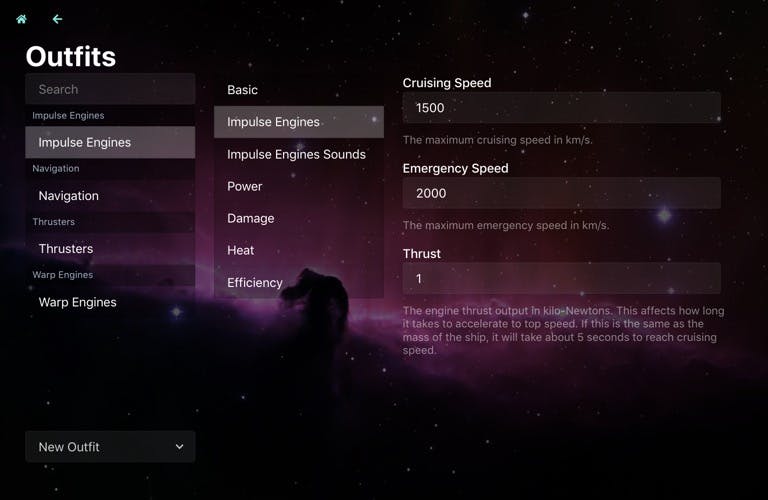 Outfits
Search
Impulse Engines
Impulse Engines
Navigation
Navigation
Thrusters
Thrusters
Warp Engines
Warp Engines
New Outfit
Basic
Impulse Engines
Impulse Engines Sounds
Power
Damage
Heat
Efficiency
Cruising Speed
1500
The maximum cruising speed in km/s.
Emergency Speed
2000
The maximum emergency speed in km/s.
Thrust
1
The engine thrust output in kilo-Newtons. This affects how long
it takes to accelerate to top speed. If this is the same as the
mass of the ship, it will take about 5 seconds to reach cruising
speed.